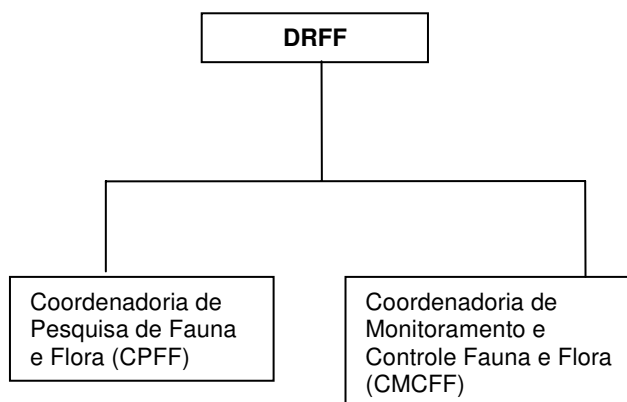 DRFF
Coordenadoria de
Pesquisa de Fauna
e Flora (CPFF)
Coordenadoria de
Monitoramento e
Controle Fauna e Flora
(CMCFF)